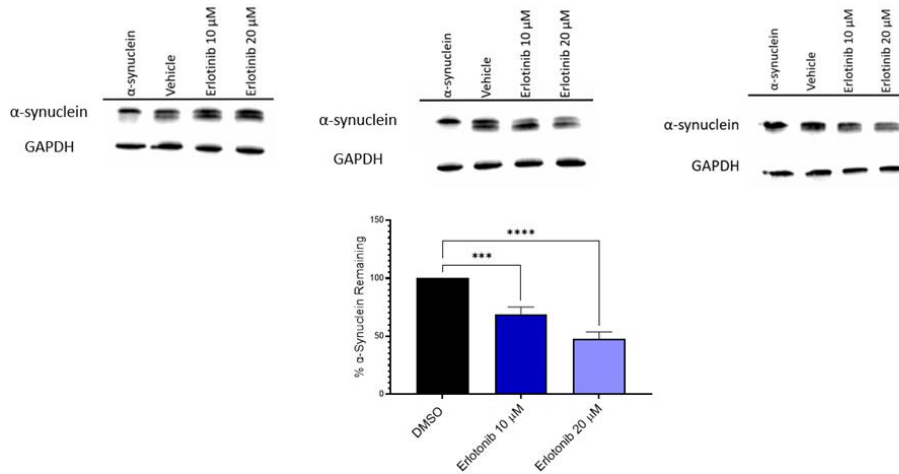 α-synuclein
Vehicle
Erlotinib 10 µM
Erlotinib 20 µM
α-synuclein
GAPDH
α-synuclein
Vehicle
Erlotinib 10 µM
Erlotinib 20 µM
α-synuclein
GAPDH
α-synuclein
Vehicle
Erlotinib 10 µM
Erlotinib 20 µM
α-synuclein
GAPDH
% α-Synuclein Remaining
150
100
50
0
***
****
DMSO
Erlotonib 10 µM
Erlotonib 20 µM